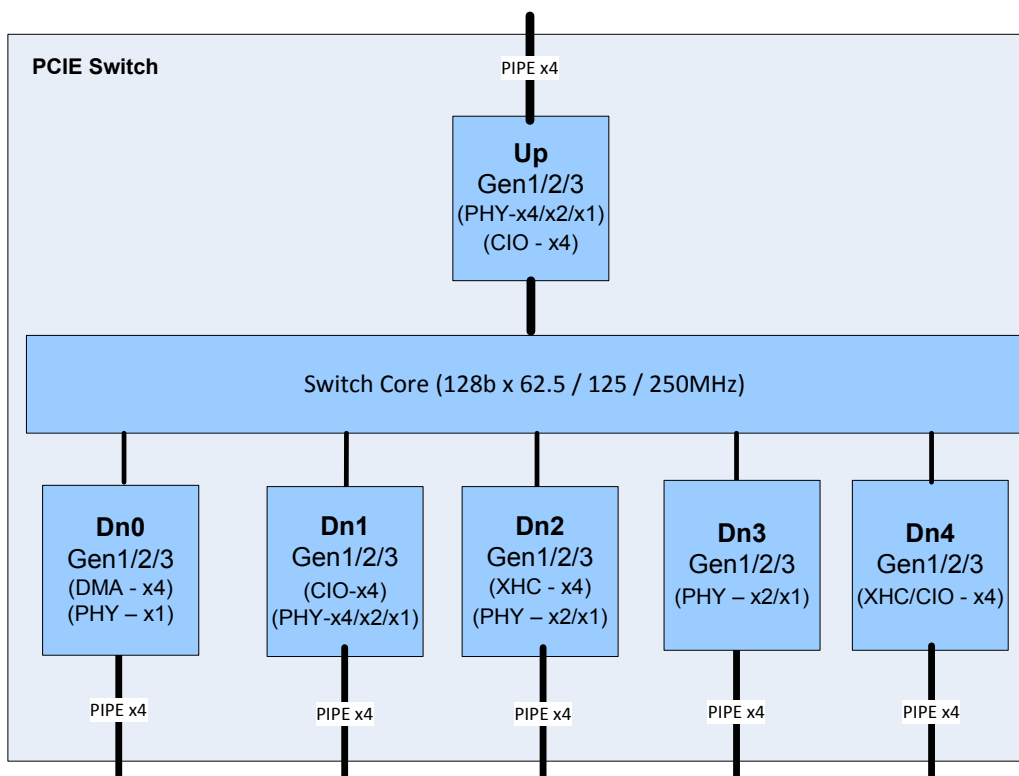 PIPE x4
PCIE Switch
Up
Gen1/2/3
(PHY-x4/x2/x1)
(CIO - x4)
Switch Core (128b x 62.5 / 125 / 250MHz)
Dn0
Gen1/2/3
(DMA - x4)
(PHY – x1)
Dn1
Gen1/2/3
(CIO-x4)
(PHY-x4/x2/x1)
Dn2
Gen1/2/3
(XHC - x4)
(PHY – x2/x1)
Dn3
Gen1/2/3
(PHY – x2/x1)
Dn4
Gen1/2/3
(XHC/CIO - x4)
PIPE x4
PIPE x4
PIPE x4
PIPE x4
PIPE x4